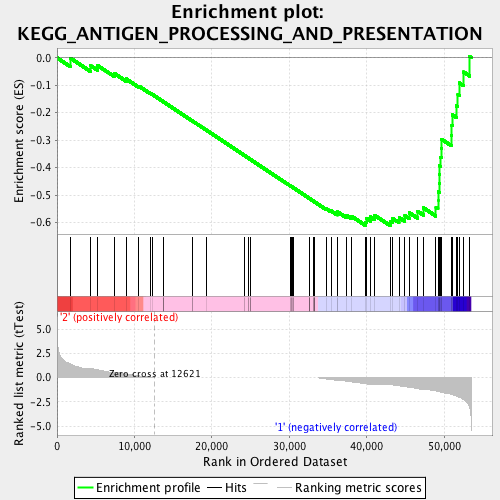 Enrichment plot:
KEGG_ANTIGEN_PROCESSING_AND_PRESENTATION
Enrichment score (ES)
0.0
-0.1
-0.2
-0.3
-0.4
-0.5
-0.6
'2' (positively correlated)
Ranked list metric (tTest)
5.0
2.5
0.0
-2.5
-5.0
Zero cross at 12621
'1' (negatively correlated)
0 10,000 20,000 30,000 40,000 50,000
Rank in Ordered Dataset
Enrichment profile Hits Ranking metric scores